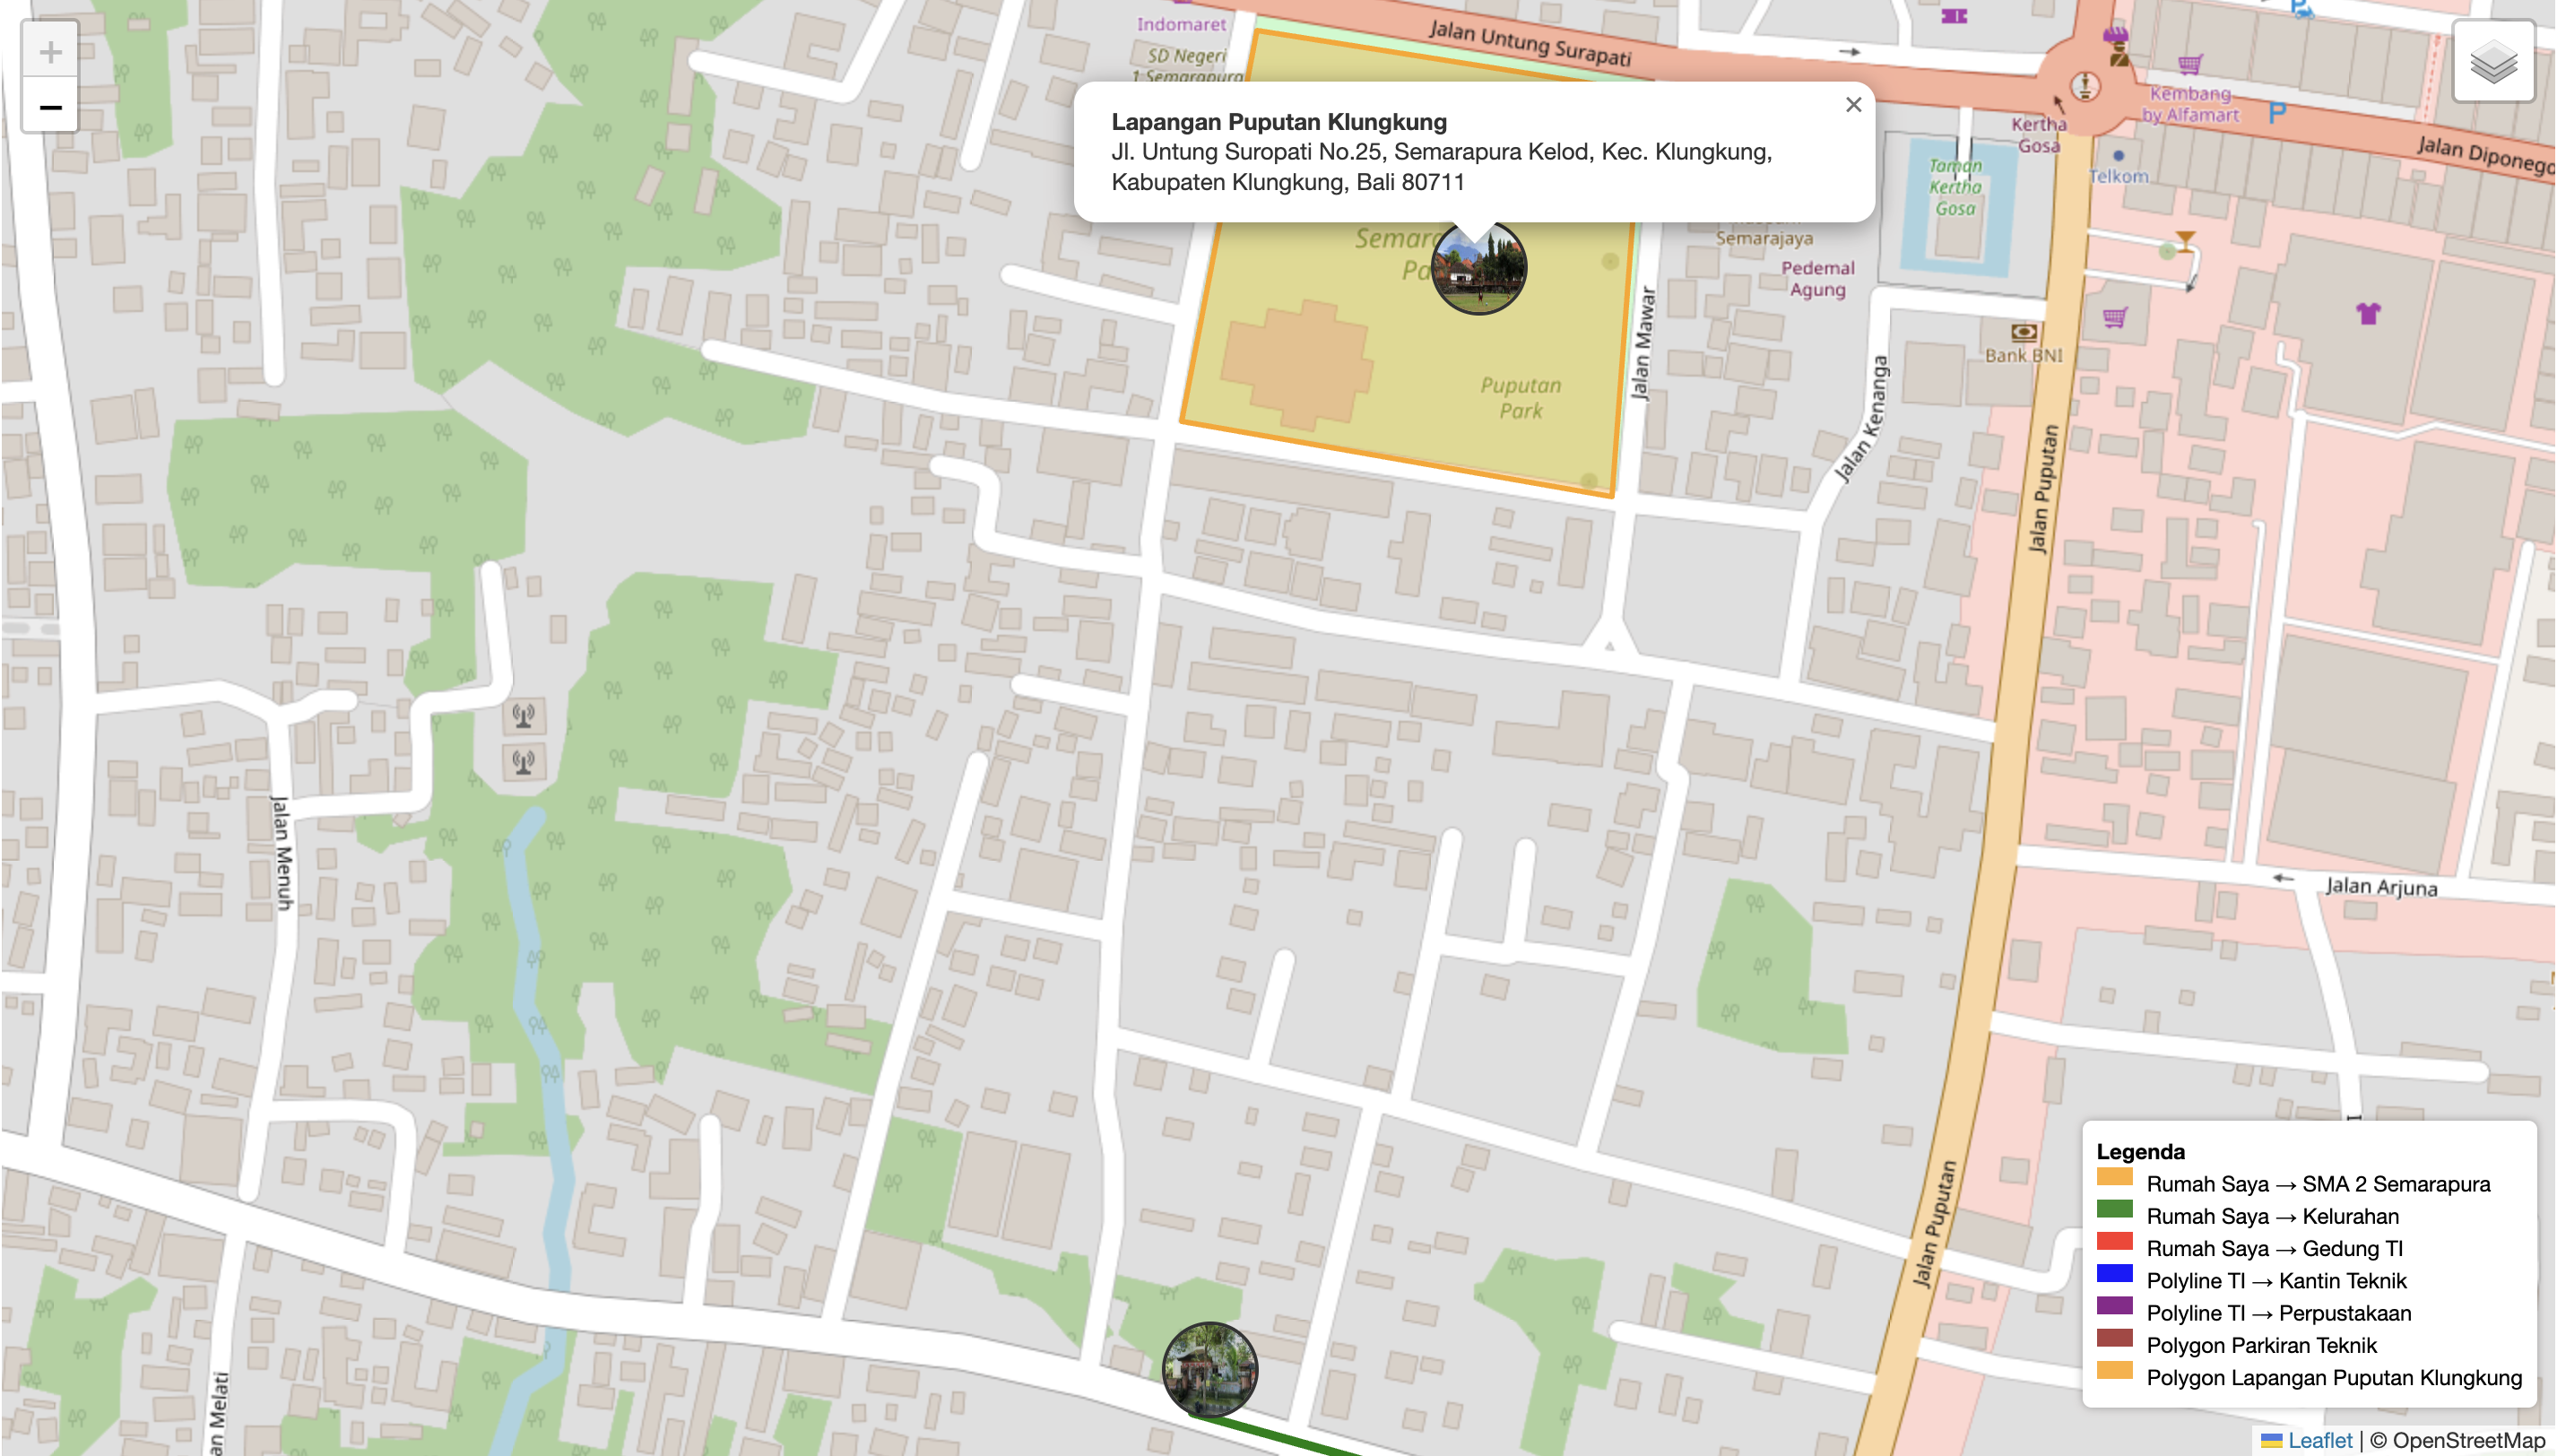 +
−
Indomaret
SD Negeri
1 Semarapura
Jalan Untung Surapati
Kembang
by Alfamart
P
P
Kertha
Gosa
Jalan Diponego
Telkom
Taman
Kertha
Gosa
×
Lapangan Puputan Klungkung
Jl. Untung Suropati No.25, Semarapura Kelod, Kec. Klungkung,
Kabupaten Klungkung, Bali 80711
Semarajaya
Pedemal
Agung
Jalan Mawar
Bank BNI
Puputan
Park
Jalan Kenanga
Jalan Puputan
Jalan Menuh
Jalan Arjuna
Jalan Puputan
an Melati
Legenda
Rumah Saya → SMA 2 Semarapura
Rumah Saya → Kelurahan
Rumah Saya → Gedung TI
Polyline TI → Kantin Teknik
Polyline TI → Perpustakaan
Polygon Parkiran Teknik
Polygon Lapangan Puputan Klungkung
Leaflet | © OpenStreetMap